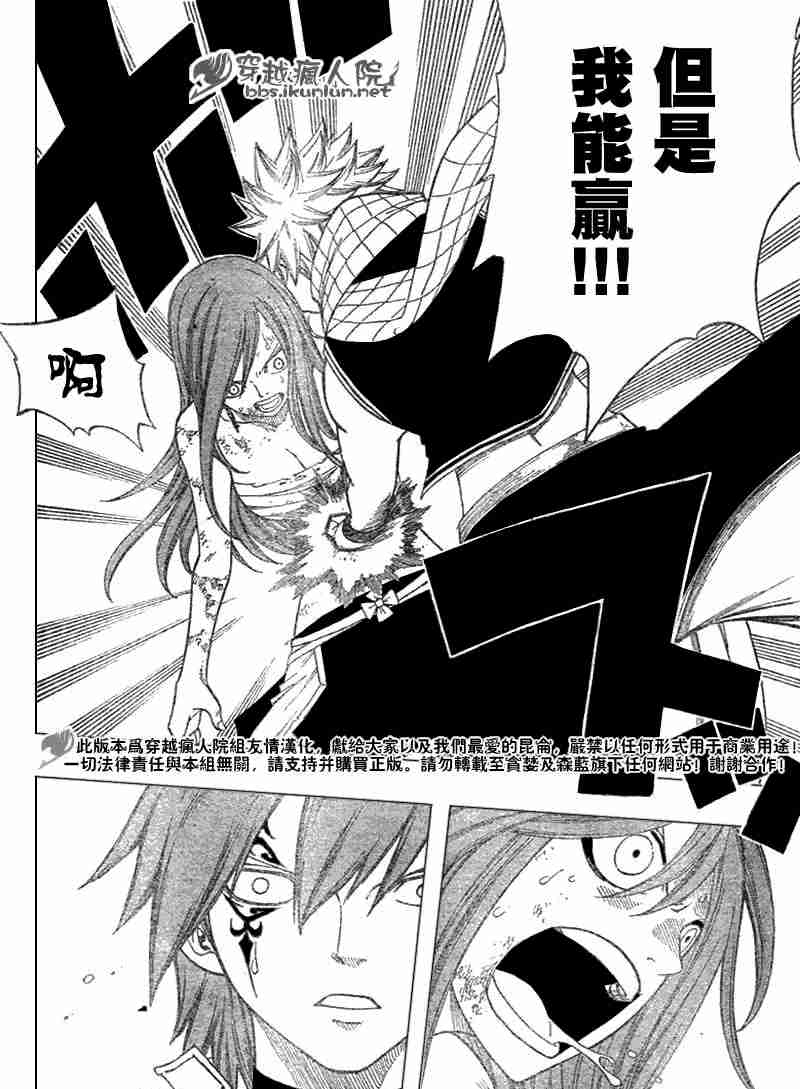 穿越瘋人院
bbs.ikunlun.net
但是
我能贏!!!
啊
此版本爲穿越瘋人院組友情漢化，獻給大家以及我們最愛的昆侖，嚴禁以任何形式用于商業用途!
一切法律責任與本組無關，請支持并購買正版。請勿轉載至貪婪及森藍旗下任何網站！謝謝合作！